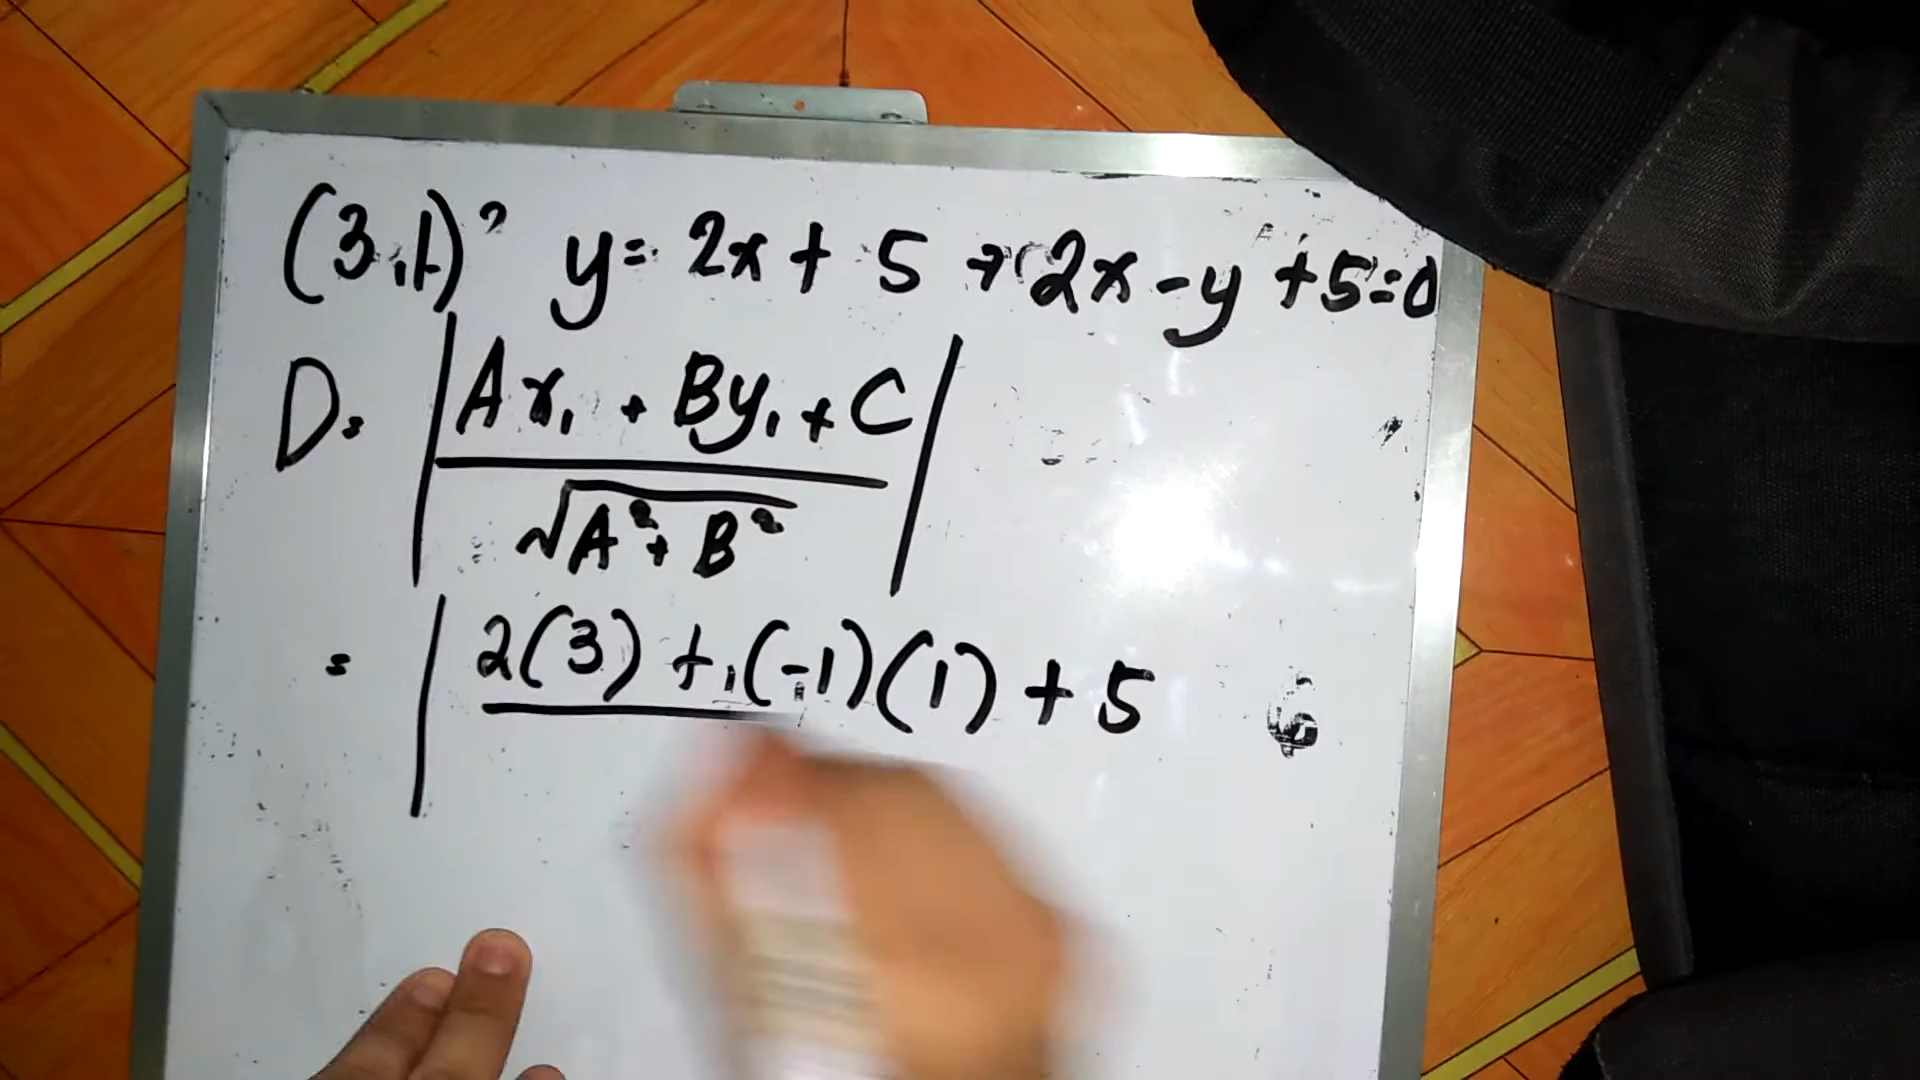 (3,1) ? y = 2x + 5 → 2x - y + 5 = 0
D = | Ax₁ + By₁ + C |
√A² + B²
= | 2(3) + (-1)(1) + 5